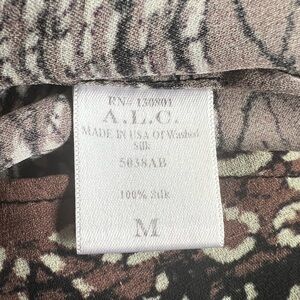 RN# 130801
A.L.C.
MADE IN USA Of Washed
Silk
5038AB
100% Silk
M